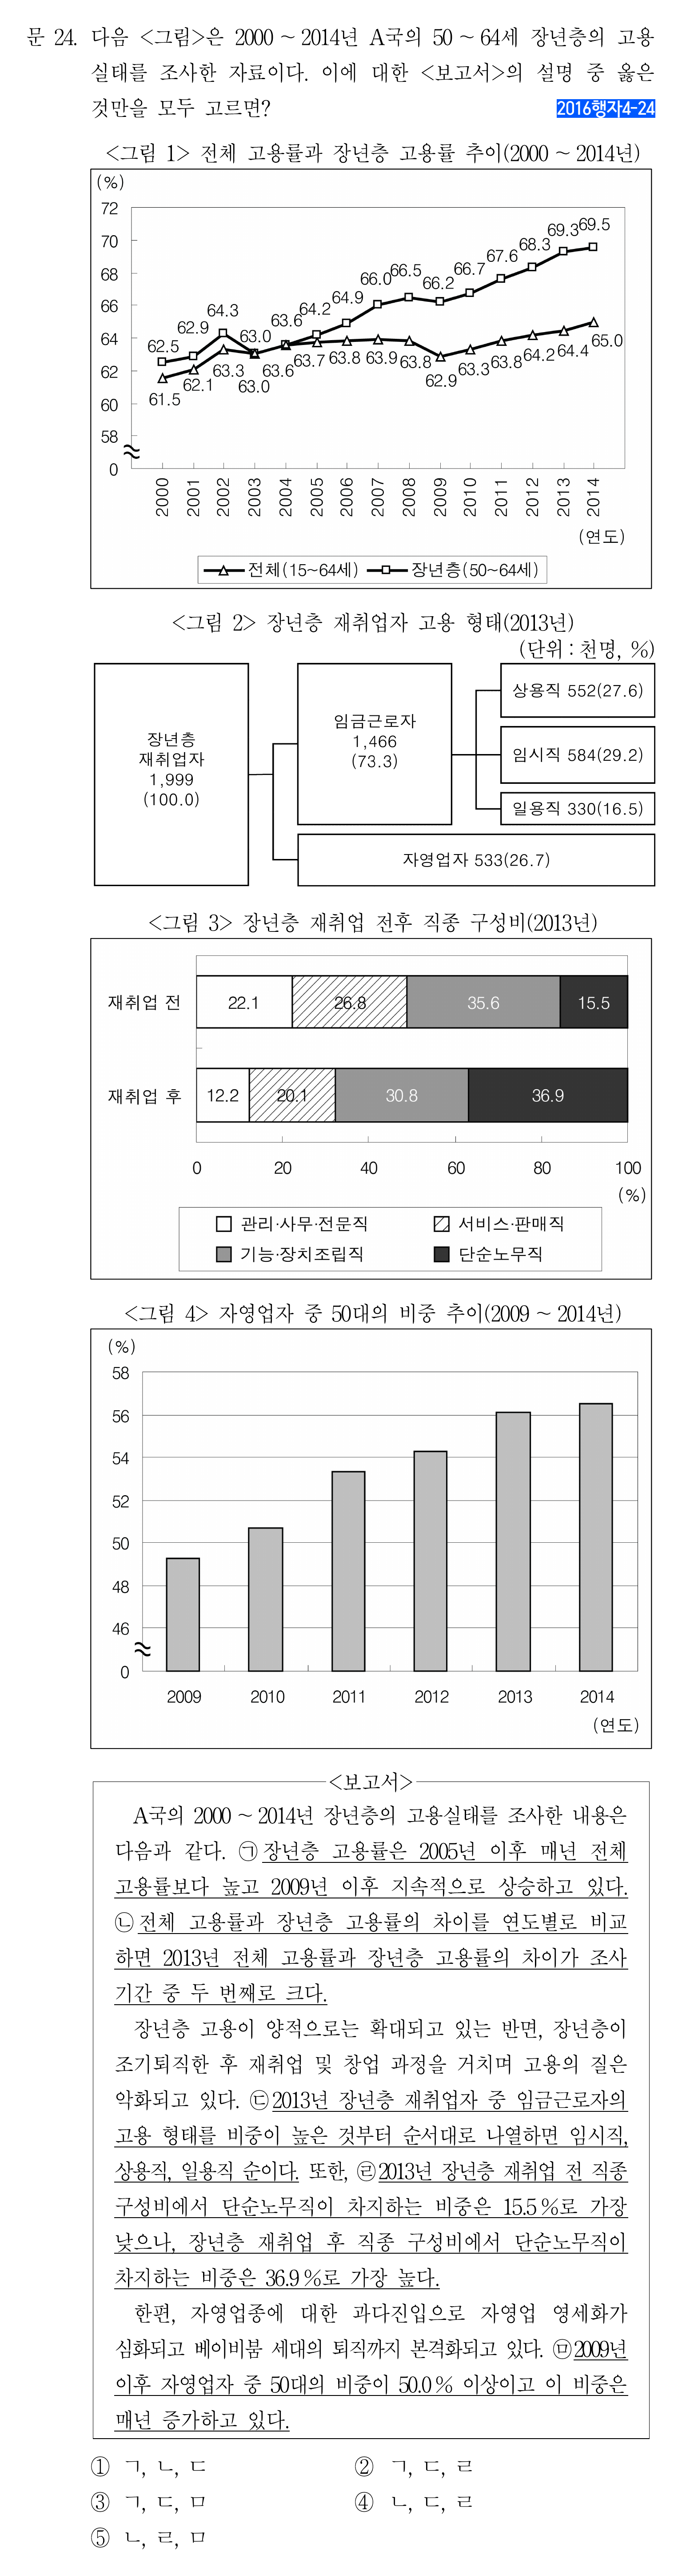 문 24. 다음 <그림>은 2000 ~ 2014년 A국의 50 ~ 64세 장년층의 고용
실태를 조사한 자료이다. 이에 대한 <보고서>의 설명 중 옳은
것만을 모두 고르면?
2016행자4-24
<그림 1> 전체 고용률과 장년층 고용률 추이(2000 ~ 2014년)
(%)
72
70
68
66
64
62
60
58
0
62.5 62.9 64.3 63.0 63.6 64.2 64.9 66.0 66.5 66.2 66.7 67.6 68.3 69.3 69.5
61.5 62.1 63.3 63.0 63.6 63.7 63.8 63.9 63.8 62.9 63.3 63.8 64.2 64.4 65.0
2000 2001 2002 2003 2004 2005 2006 2007 2008 2009 2010 2011 2012 2013 2014
(연도)
전체(15~64세) 장년층(50~64세)
<그림 2> 장년층 재취업자 고용 형태(2013년)
(단위 : 천명, %)
장년층
재취업자
1,999
(100.0)
임금근로자
1,466
(73.3)
상용직 552(27.6)
임시직 584(29.2)
일용직 330(16.5)
자영업자 533(26.7)
<그림 3> 장년층 재취업 전후 직종 구성비(2013년)
재취업 전 22.1 26.8 35.6 15.5
재취업 후 12.2 20.1 30.8 36.9
0 20 40 60 80 100
(%)
관리·사무·전문직 서비스·판매직
기능·장치조립직 단순노무직
<그림 4> 자영업자 중 50대의 비중 추이(2009 ~ 2014년)
(%)
58
56
54
52
50
48
46
0
2009 2010 2011 2012 2013 2014
(연도)
<보고서>
A국의 2000 ~ 2014년 장년층의 고용실태를 조사한 내용은
다음과 같다. ㉠장년층 고용률은 2005년 이후 매년 전체
고용률보다 높고 2009년 이후 지속적으로 상승하고 있다.
㉡전체 고용률과 장년층 고용률의 차이를 연도별로 비교
하면 2013년 전체 고용률과 장년층 고용률의 차이가 조사
기간 중 두 번째로 크다.
장년층 고용이 양적으로는 확대되고 있는 반면, 장년층이
조기퇴직한 후 재취업 및 창업 과정을 거치며 고용의 질은
악화되고 있다. ㉢2013년 장년층 재취업자 중 임금근로자의
고용 형태를 비중이 높은 것부터 순서대로 나열하면 임시직,
상용직, 일용직 순이다. 또한, ㉣2013년 장년층 재취업 전 직종
구성비에서 단순노무직이 차지하는 비중은 15.5 %로 가장
낮으나, 장년층 재취업 후 직종 구성비에서 단순노무직이
차지하는 비중은 36.9 %로 가장 높다.
한편, 자영업종에 대한 과다진입으로 자영업 영세화가
심화되고 베이비붐 세대의 퇴직까지 본격화되고 있다. ㉤2009년
이후 자영업자 중 50대의 비중이 50.0 % 이상이고 이 비중은
매년 증가하고 있다.
① ㄱ, ㄴ, ㄷ ② ㄱ, ㄷ, ㄹ
③ ㄱ, ㄷ, ㅁ ④ ㄴ, ㄷ, ㄹ
⑤ ㄴ, ㄹ, ㅁ